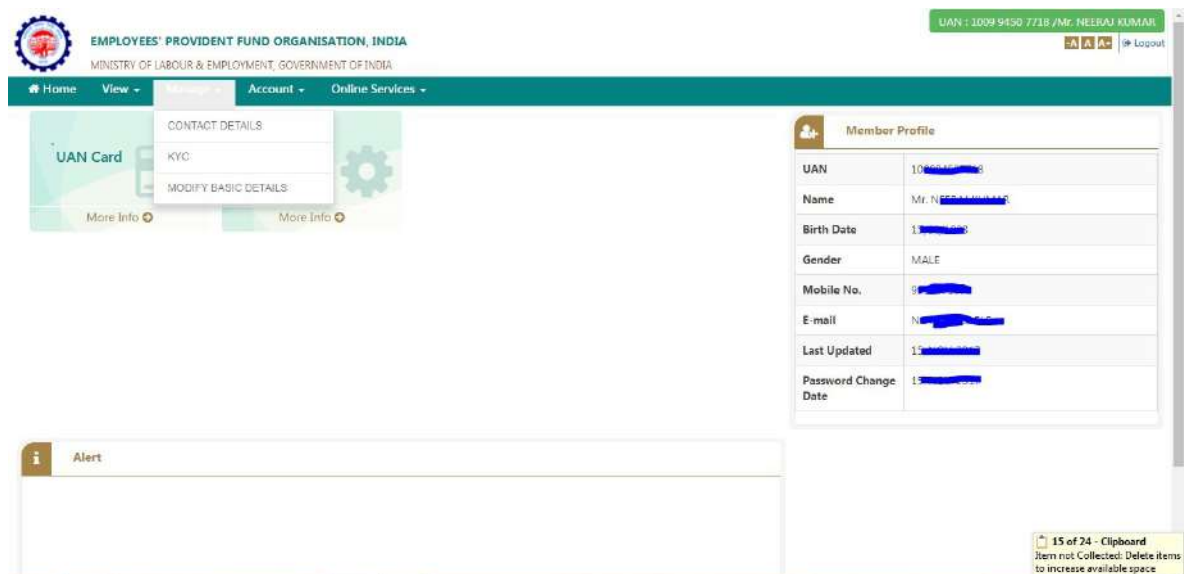 UAN : 1009 9450 7718 /Mr. NEERAJ KUMAR
EMPLOYEES' PROVIDENT FUND ORGANISATION, INDIA
-A A A+ Logout
MINISTRY OF LABOUR & EMPLOYMENT, GOVERNMENT OF INDIA
Home View Manage Account Online Services
CONTACT DETAILS
KYC
MODIFY BASIC DETAILS
UAN Card
More Info
More Info
Member Profile
UAN
Name Mr.
Birth Date
Gender MALE
Mobile No.
E-mail
Last Updated
Password Change
Date
i Alert
15 of 24 - Clipboard
Item not Collected: Delete items
to increase available space